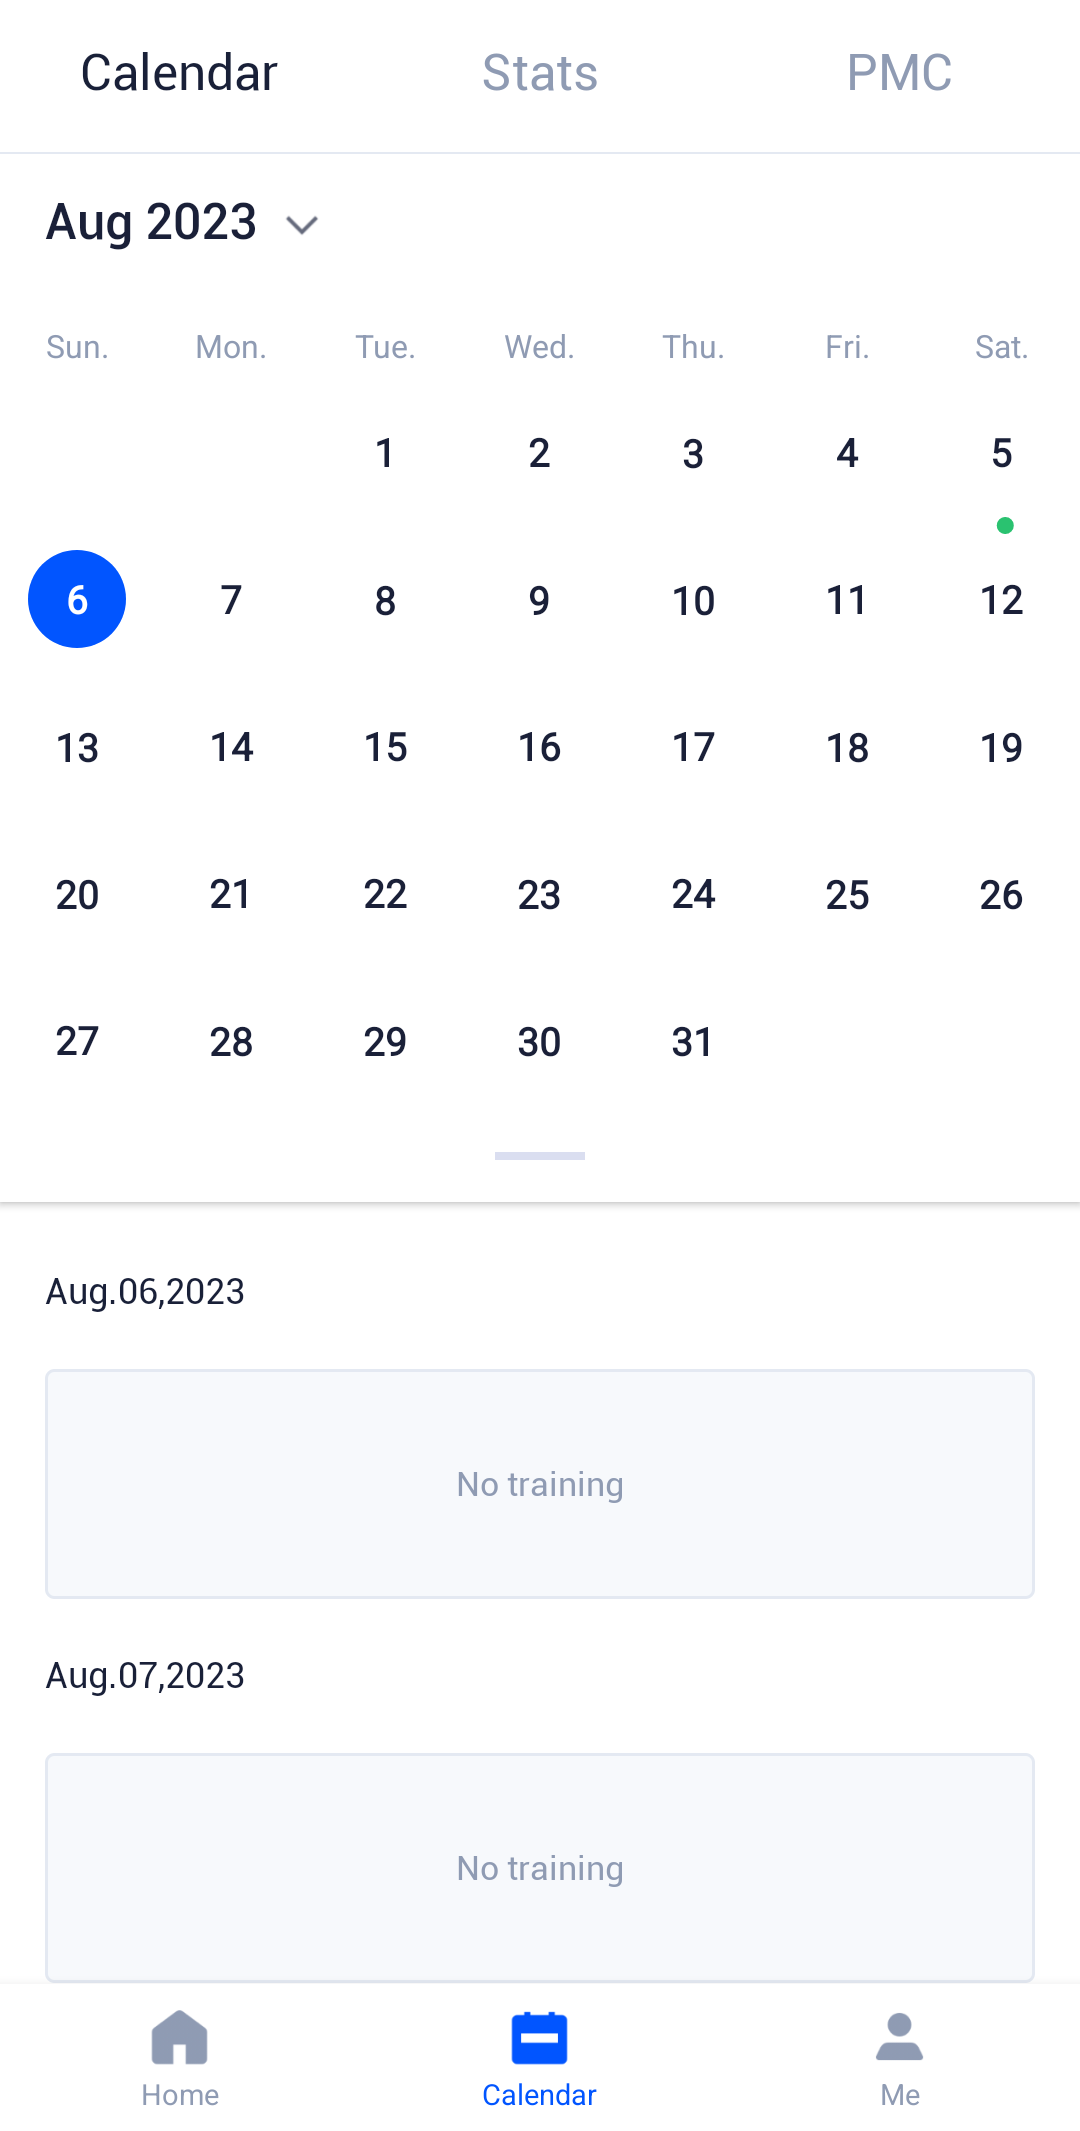 Calendar Stats PMC
Aug 2023
Sun. Mon. Tue. Wed. Thu. Fri. Sat.
1 2 3 4 5
6 7 8 9 10 11 12
13 14 15 16 17 18 19
20 21 22 23 24 25 26
27 28 29 30 31
Aug.06,2023
No training
Aug.07,2023
No training
Home Calendar Me